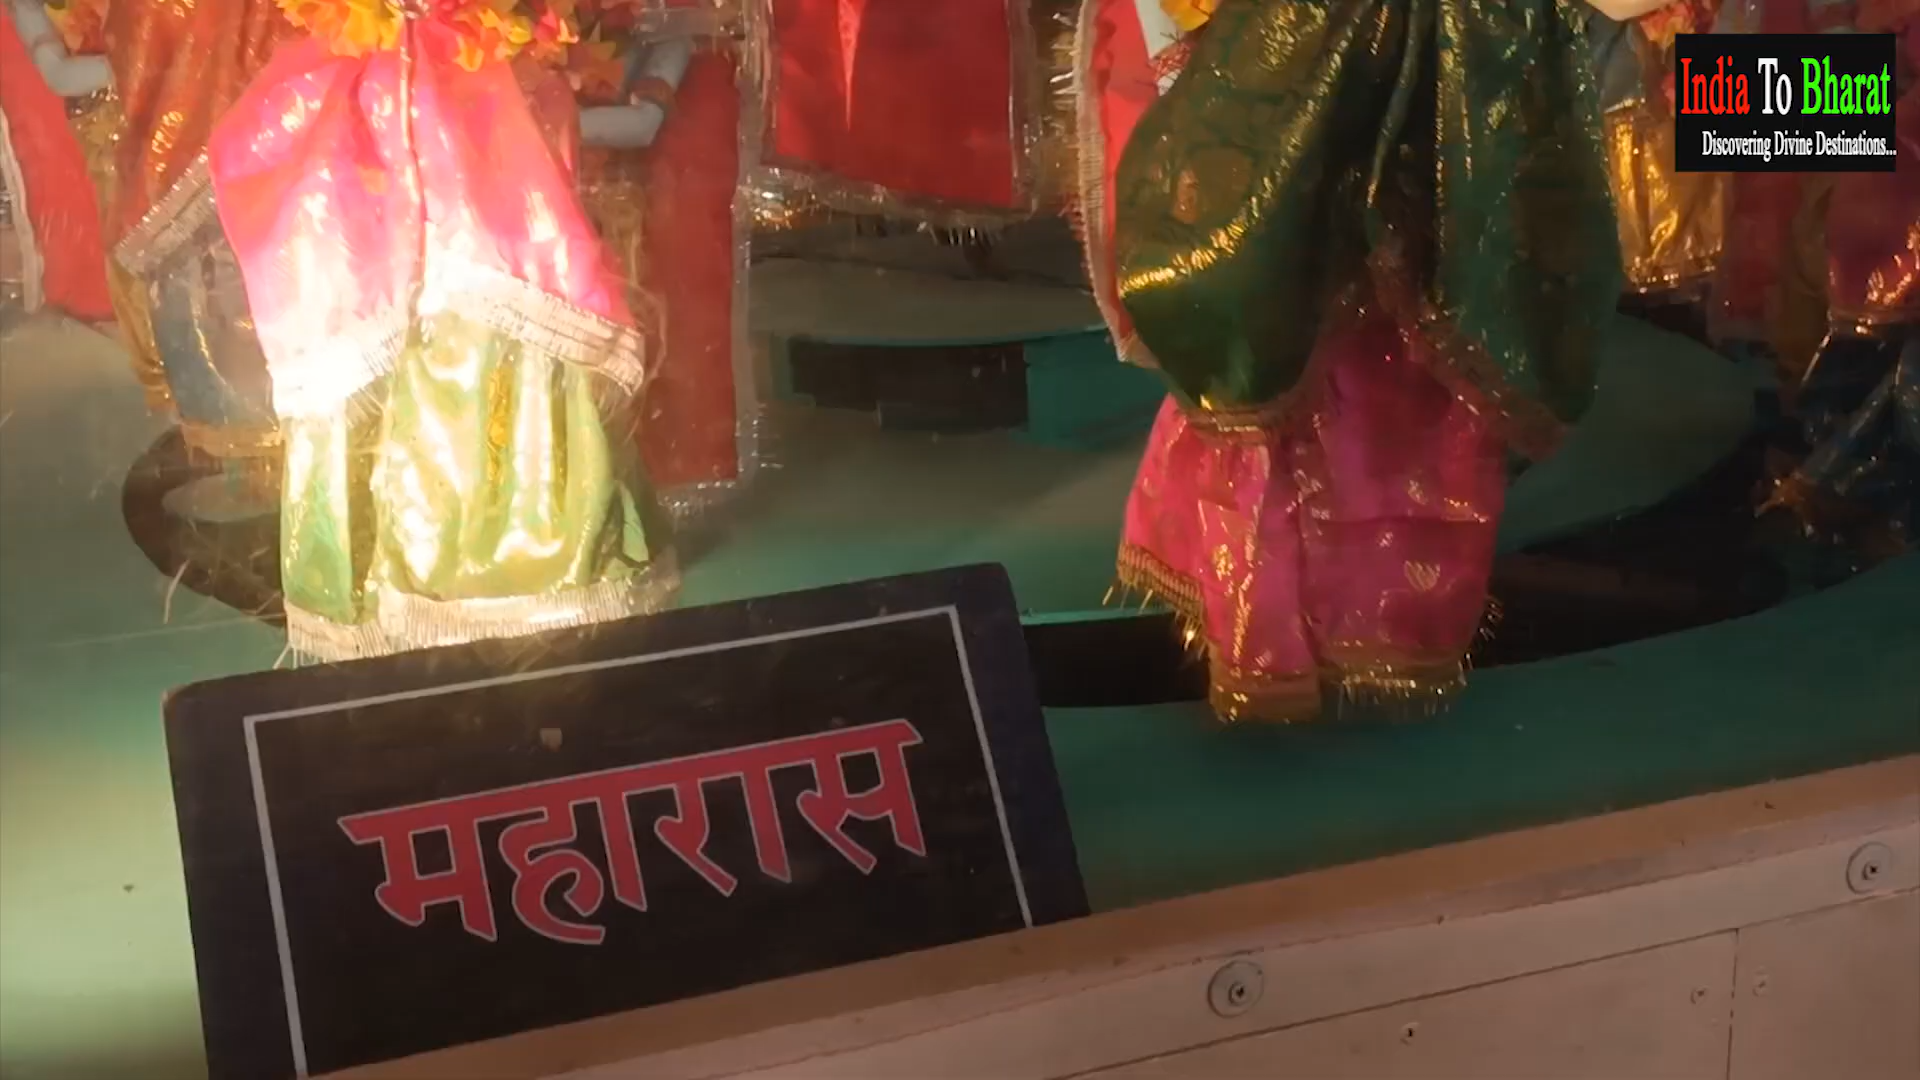 India To Bharat
Discovering Divine Destinations...
महारास